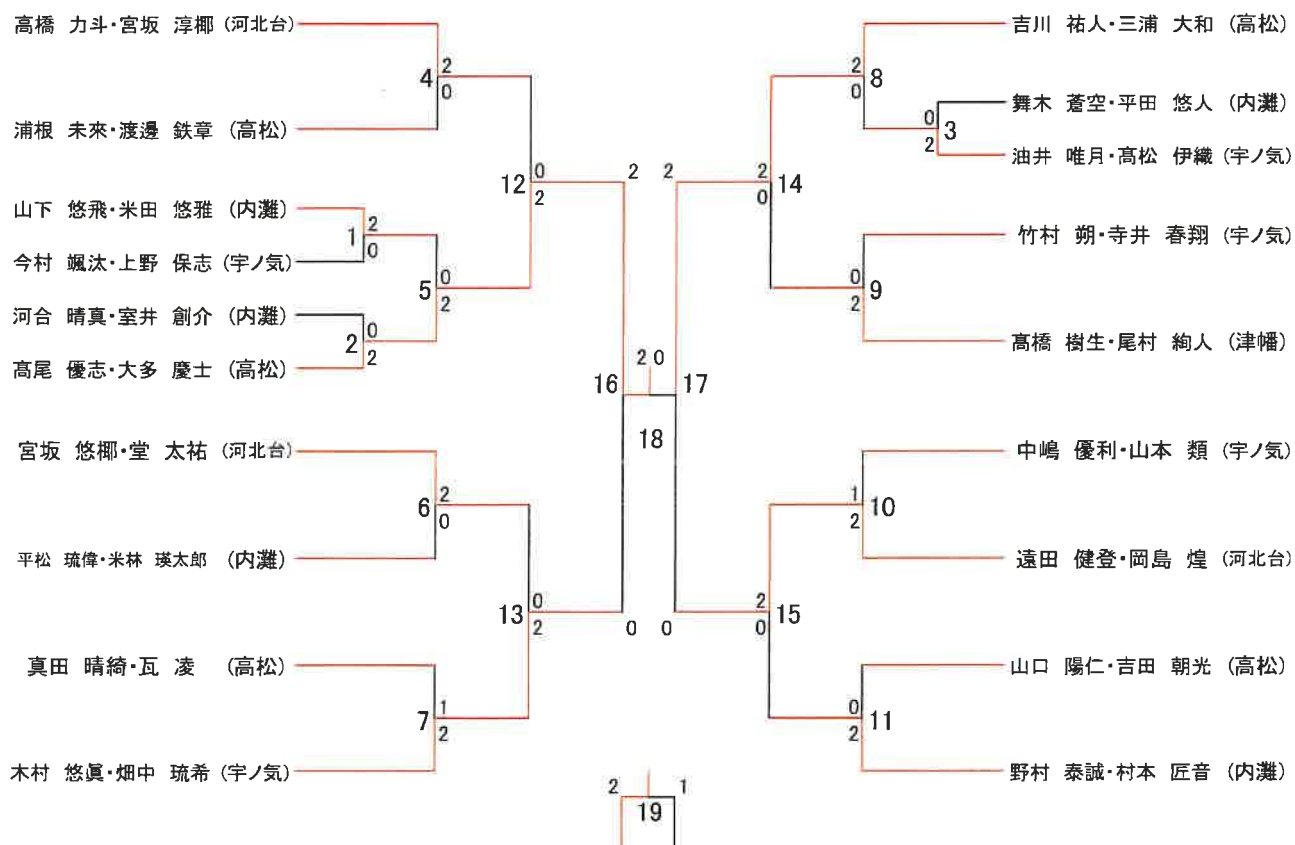 高橋 力斗・宮坂 淳椰 (河北台)
4
2
0
浦根 未來・渡邊 鉄章 (高松)
12
0
2
山下 悠飛・米田 悠雅 (内灘)
1
2
0
今村 颯汰・上野 保志 (宇ノ気)
5
0
2
河合 晴真・室井 創介 (内灘)
2
0
2
髙尾 優志・大多 慶士 (高松)
16
2
0
宮坂 悠椰・堂 太祐 (河北台)
6
2
0
平松 琉偉・米林 瑛太郎 (内灘)
13
0
2
真田 晴綺・瓦 凌 (高松)
7
1
2
木村 悠眞・畑中 琉希 (宇ノ気)
2 0
18
吉川 祐人・三浦 大和 (高松)
8
2
0
舞木 蒼空・平田 悠人 (内灘)
3
0
2
油井 唯月・髙松 伊織 (宇ノ気)
14
2
0
竹村 朔・寺井 春翔 (宇ノ気)
9
0
2
髙橋 樹生・尾村 絢人 (津幡)
17
2
0
中嶋 優利・山本 類 (宇ノ気)
10
1
2
遠田 健登・岡島 煌 (河北台)
15
2
0
山口 陽仁・吉田 朝光 (高松)
11
0
2
野村 泰誠・村本 匠音 (内灘)
2 1
19